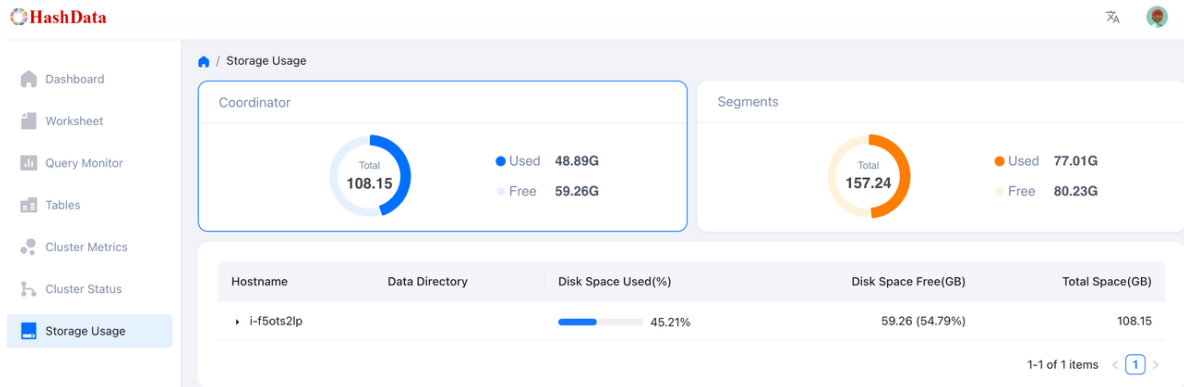 HashData
Dashboard
Worksheet
Query Monitor
Tables
Cluster Metrics
Cluster Status
Storage Usage
/ Storage Usage
Coordinator
Total
108.15
Used 48.89G
Free 59.26G
Segments
Total
157.24
Used 77.01G
Free 80.23G
Hostname Data Directory Disk Space Used(%) Disk Space Free(GB) Total Space(GB)
i-f5ots2lp 45.21% 59.26 (54.79%) 108.15
1-1 of 1 items < 1 >